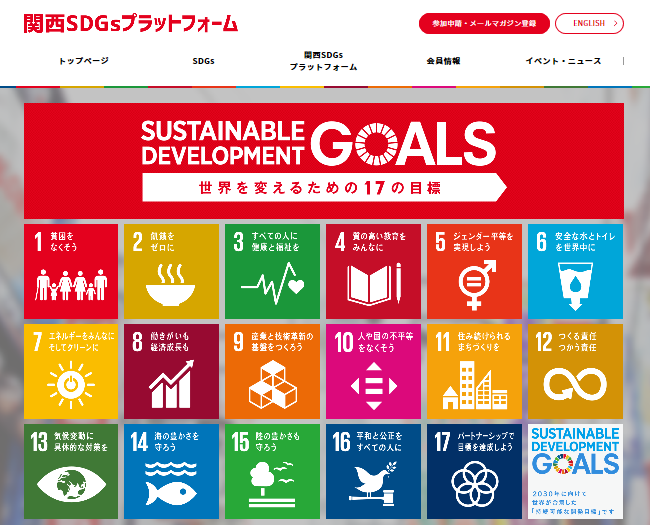 関西SDGsプラットフォーム
参加申請・メールマガジン登録
ENGLISH
トップページ
SDGs
関西SDGs
プラットフォーム
会員情報
イベント・ニュース
SUSTAINABLE
DEVELOPMENT
GOALS
世界を変えるための17の目標
1 貧困を
なくそう
2 飢餓を
ゼロに
3 すべての人に
健康と福祉を
4 質の高い教育を
みんなに
5 ジェンダー平等を
実現しよう
6 安全な水とトイレ
を世界中に
7 エネルギーをみんなに
そしてクリーンに
8 働きがいも
経済成長も
9 産業と技術革新の
基盤をつくろう
10 人や国の不平等
をなくそう
11 住み続けられる
まちづくりを
12 つくる責任
つかう責任
13 気候変動に
具体的な対策を
14 海の豊かさを
守ろう
15 陸の豊かさも
守ろう
16 平和と公正を
すべての人に
17 パートナーシップで
目標を達成しよう
SUSTAINABLE
DEVELOPMENT
GOALS
2030年に向けて
世界が合意した
「持続可能な開発目標」です